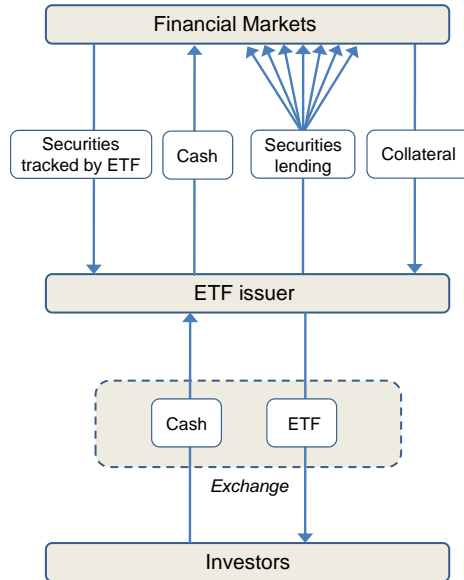 Financial Markets
Securities
tracked by ETF
Cash
Securities
lending
Collateral
ETF issuer
Cash
ETF
Exchange
Investors